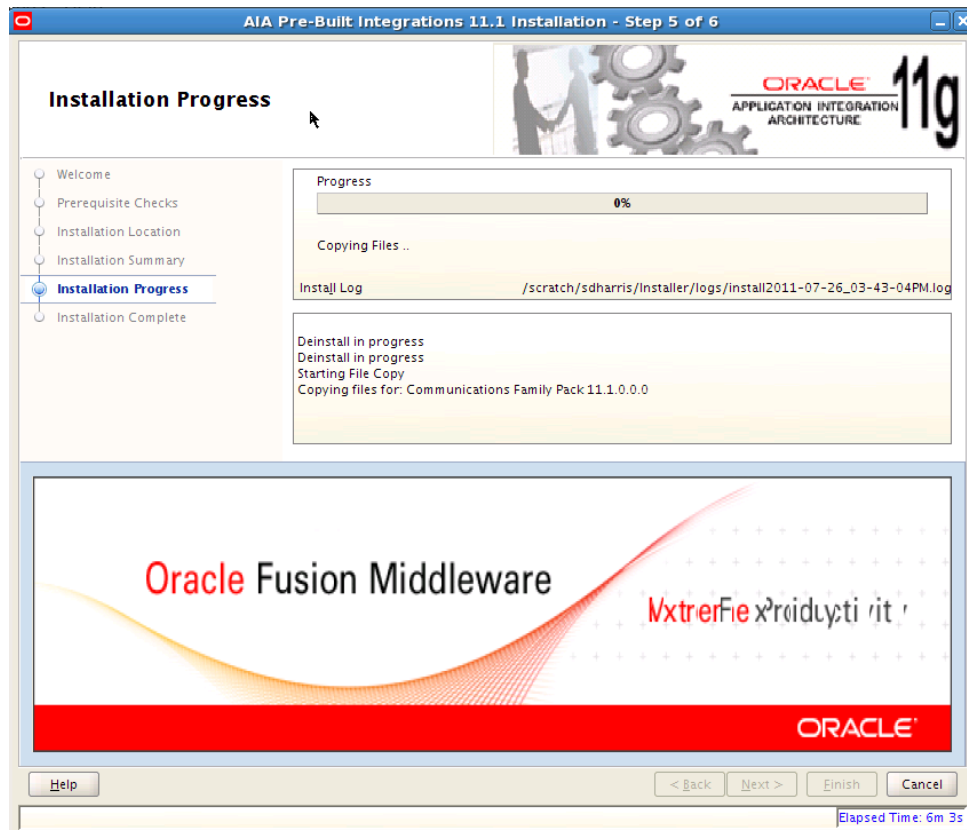 AIA Pre-Built Integrations 11.1 Installation - Step 5 of 6
Installation Progress
ORACLE
APPLICATION INTEGRATION
ARCHITECTURE
11g
Welcome
Prerequisite Checks
Installation Location
Installation Summary
Installation Progress
Installation Complete
Progress
0%
Copying Files ..
Install Log /scratch/sdharris/Installer/logs/install2011-07-26_03-43-04PM.log
Deinstall in progress
Deinstall in progress
Starting File Copy
Copying files for: Communications Family Pack 11.1.0.0.0
Oracle Fusion Middleware
ORACLE
Help
< Back
Next >
Finish
Cancel
Elapsed Time: 6m 3s